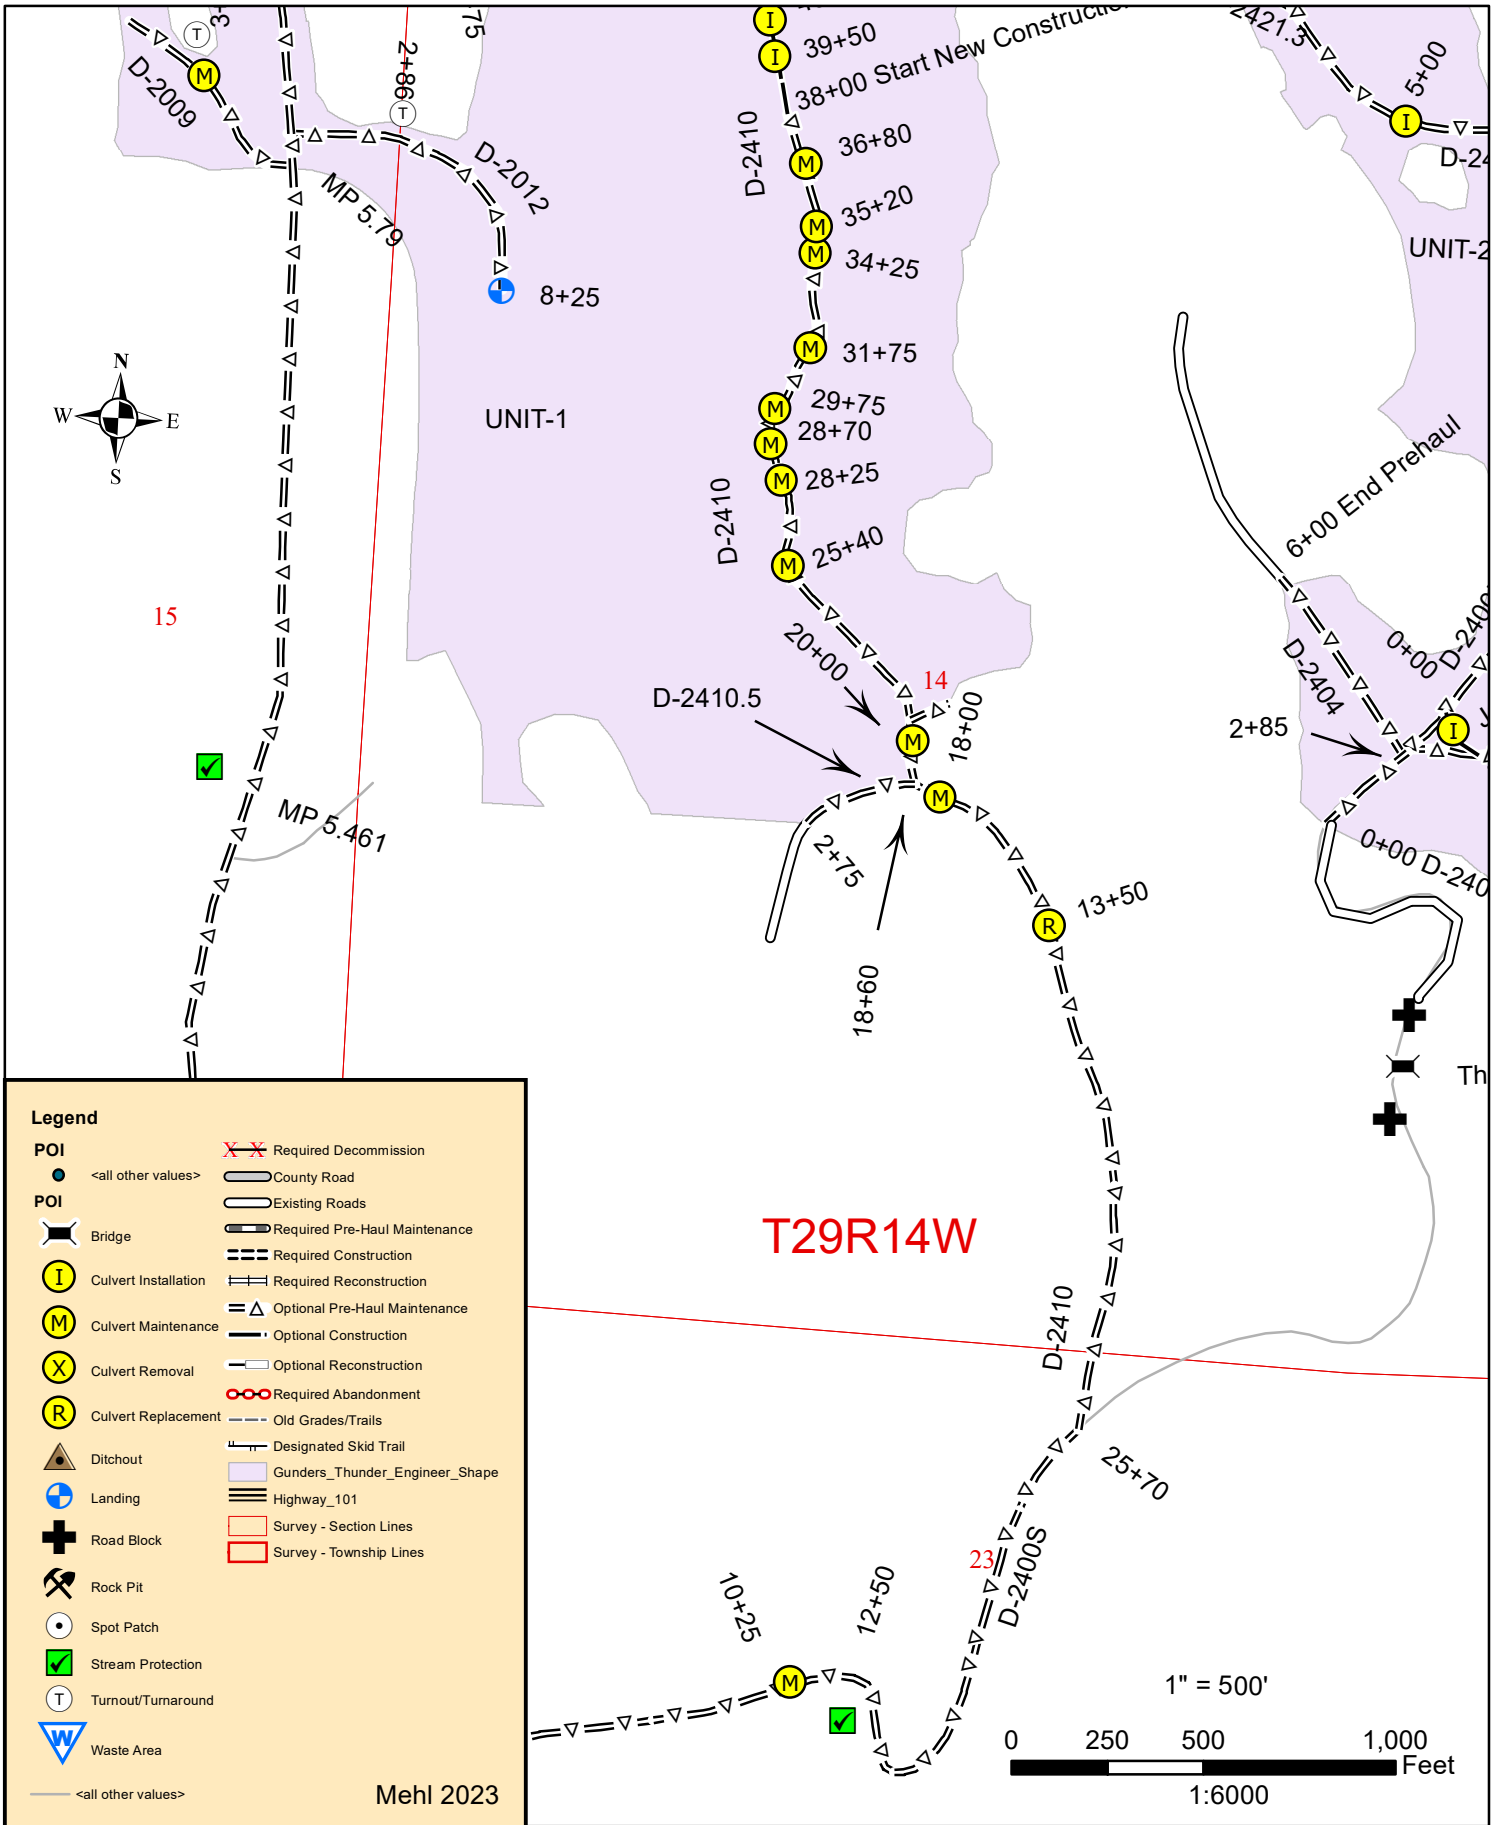 T
3+
75
2+86
T
M
D-2009
D-2012
MP 5.79
8+25
I
39+50
I
38+00 Start New Construction
D-2410
36+80
M
35+20
M
M
34+25
31+75
M
M
29+75
M
28+70
M
28+25
D-2410
M
25+40
UNIT-1
N
W
E
S
2421.3
5+00
I
D-24
UNIT-2
6+00 End Prehaul
15
20+00
14
D-2410.5
M
18+00
M
2+75
18+60
13+50
R
D-2404
0+00
D-2400
2+85
I
0+00 D-240
MP 5.461
Th
T29R14W
D-2410
25+70
23
D-2400S
10+25
12+50
M
1" = 500'
0
250
500
1,000
Feet
1:6000
Legend
POI
<all other values>
POI
Bridge
I Culvert Installation
M Culvert Maintenance
X Culvert Removal
R Culvert Replacement
Ditchout
Landing
Road Block
Rock Pit
Spot Patch
Stream Protection
T Turnout/Turnaround
W Waste Area
<all other values>
X X Required Decommission
County Road
Existing Roads
Required Pre-Haul Maintenance
Required Construction
Required Reconstruction
Optional Pre-Haul Maintenance
Optional Construction
Optional Reconstruction
Required Abandonment
Old Grades/Trails
Designated Skid Trail
Gunders_Thunder_Engineer_Shape
Highway_101
Survey - Section Lines
Survey - Township Lines
Mehl 2023